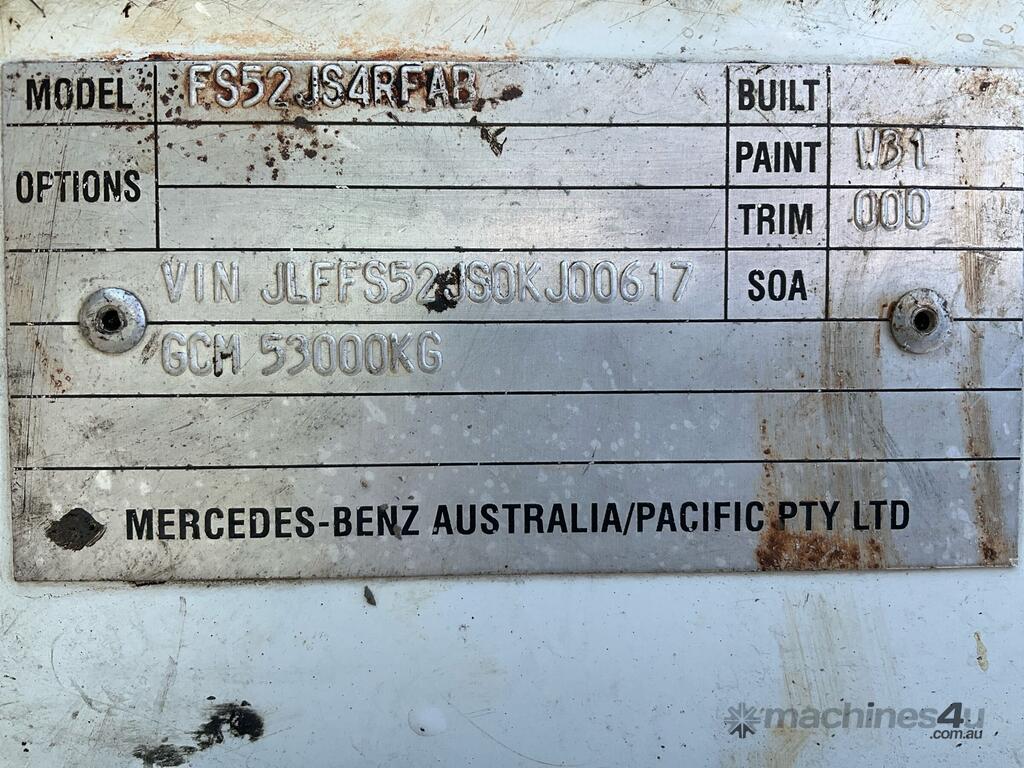 MODEL FS52JS4RFAB BUILT
OPTIONS PAINT WB1
TRIM 000
VIN JLFFS52JS0KJ00617 SOA
GCM 53000KG
MERCEDES-BENZ AUSTRALIA/PACIFIC PTY LTD
machines4u
.com.au